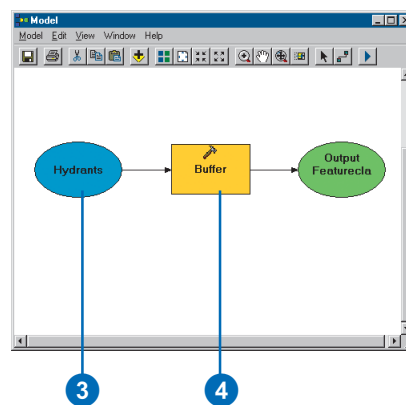 Model
Model Edit View Window Help
Hydrants
Buffer
Output
Featurecla
3
4